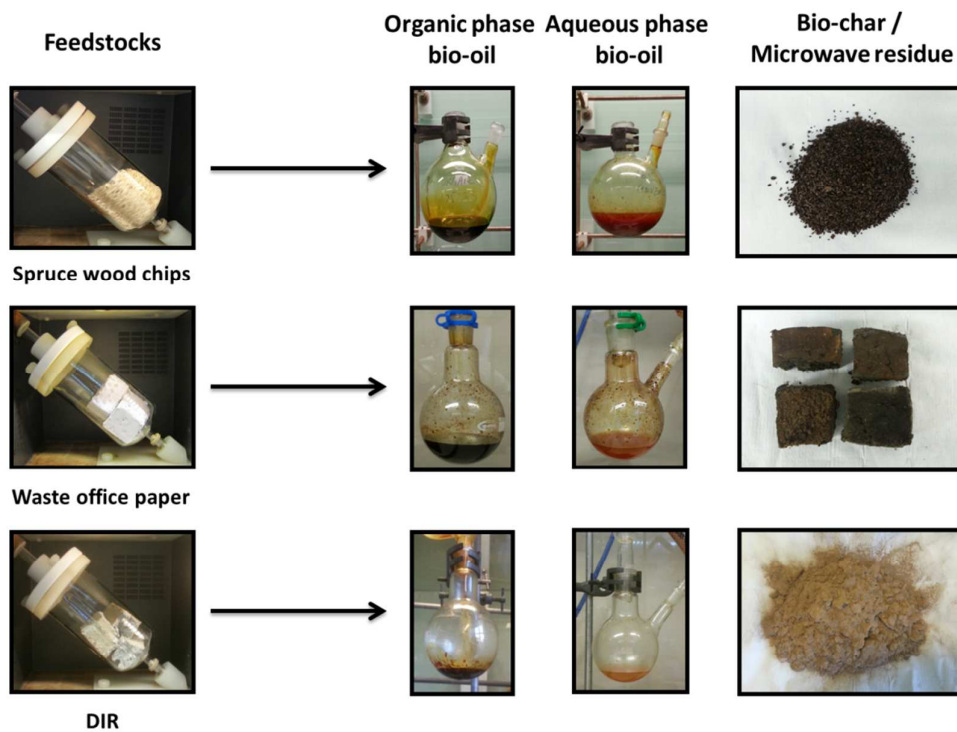 Feedstocks
Organic phase
bio-oil
Aqueous phase
bio-oil
Bio-char /
Microwave residue
Spruce wood chips
Waste office paper
DIR